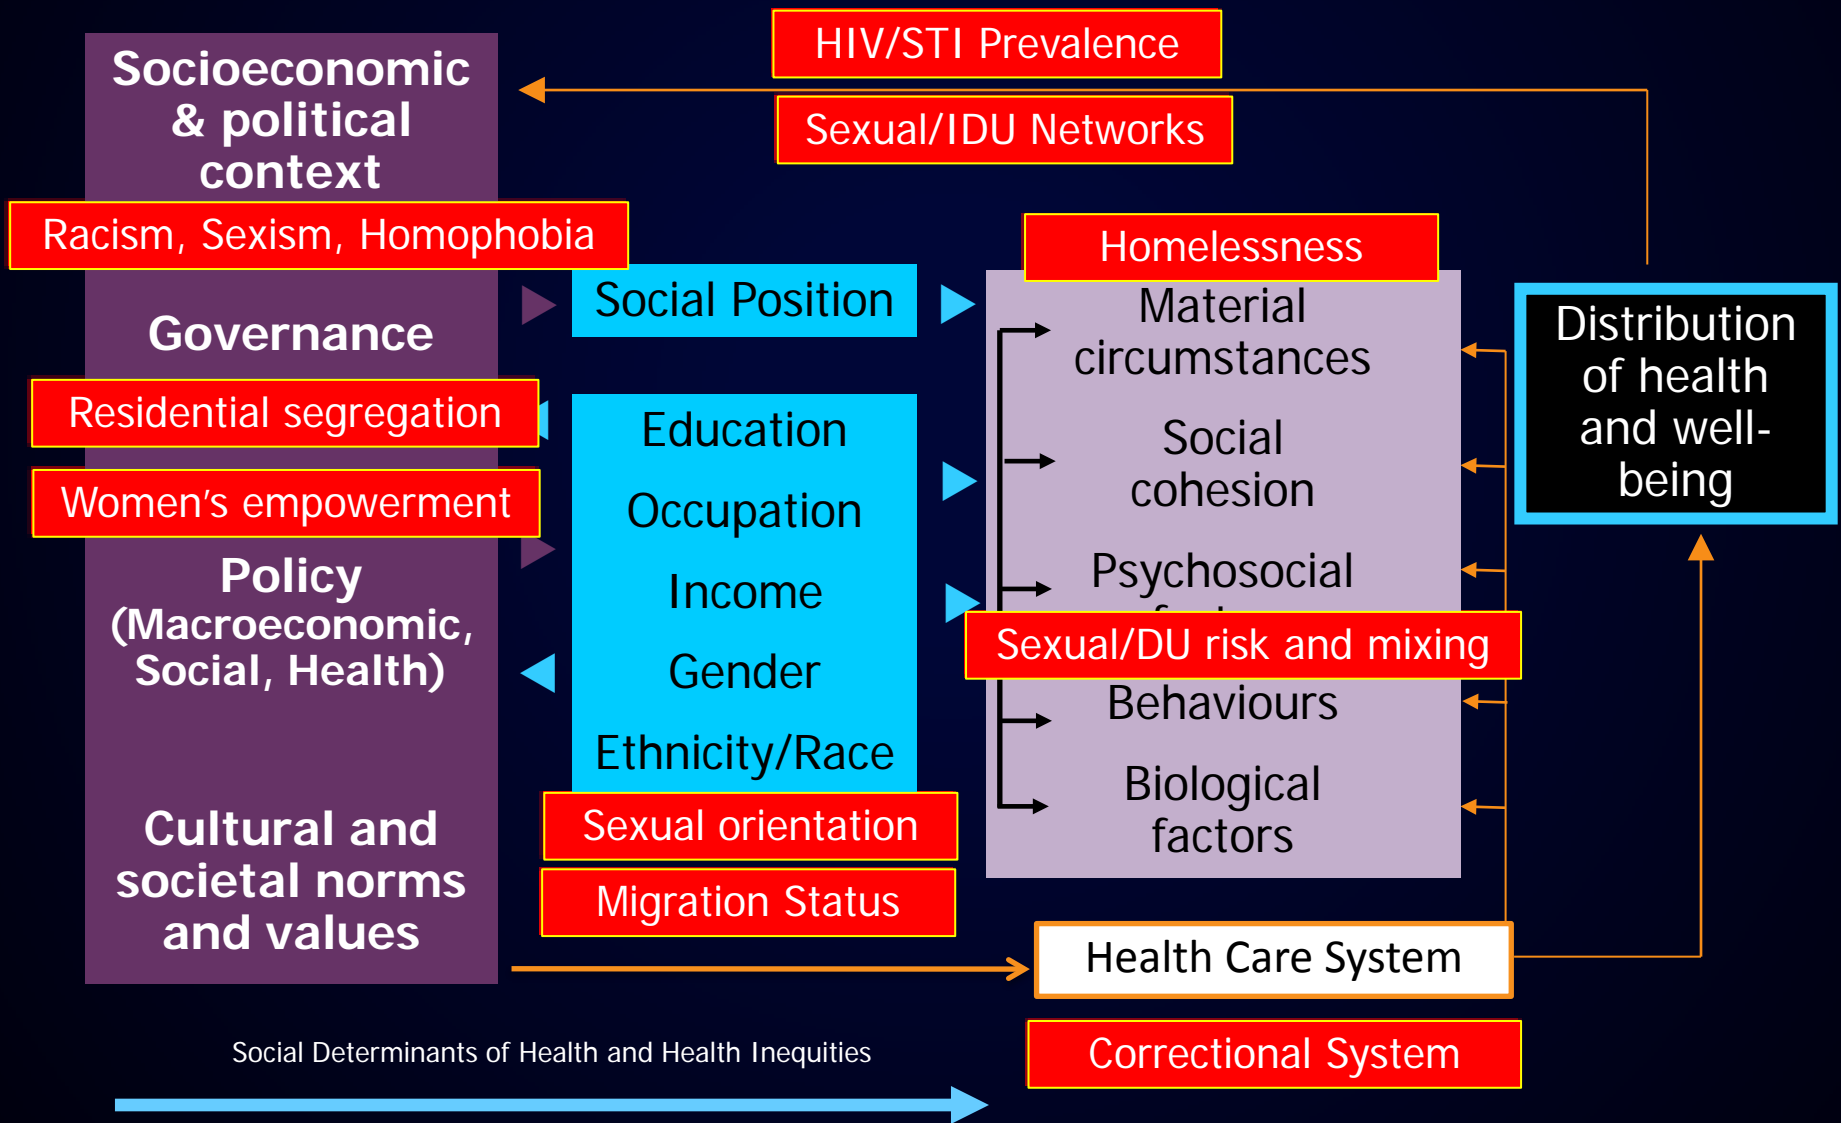 HIV/STI Prevalence
Sexual/IDU Networks
Socioeconomic
& political
context
Racism, Sexism, Homophobia
Governance
Residential segregation
Women's empowerment
Policy
(Macroeconomic,
Social, Health)
Cultural and
societal norms
and values
Social Position
Education
Occupation
Income
Gender
Ethnicity/Race
Sexual orientation
Migration Status
Homelessness
Material
circumstances
Social
cohesion
Psychosocial
Sexual/DU risk and mixing
Behaviours
Biological
factors
Distribution
of health
and well-
being
Health Care System
Correctional System
Social Determinants of Health and Health Inequities